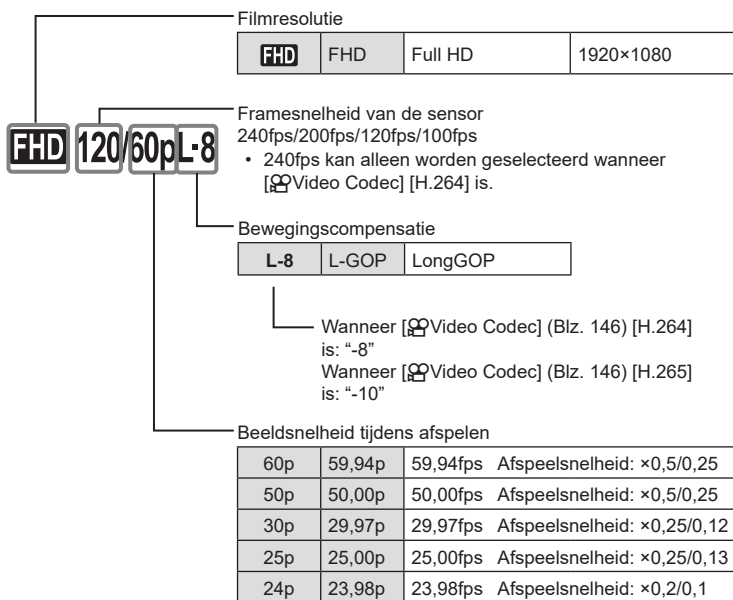 Filmresolutie
FHD FHD Full HD 1920×1080
FHD 120/60p L-8
Framesnelheid van de sensor
240fps/200fps/120fps/100fps
• 240fps kan alleen worden geselecteerd wanneer
[Video Codec] [H.264] is.
Bewegingscompensatie
L-8 L-GOP LongGOP
Wanneer [Video Codec] (Blz. 146) [H.264]
is: “-8”
Wanneer [Video Codec] (Blz. 146) [H.265]
is: “-10”
Beeldsnelheid tijdens afspelen
60p 59,94p 59,94fps Afspeelsnelheid: ×0,5/0,25
50p 50,00p 50,00fps Afspeelsnelheid: ×0,5/0,25
30p 29,97p 29,97fps Afspeelsnelheid: ×0,25/0,12
25p 25,00p 25,00fps Afspeelsnelheid: ×0,25/0,13
24p 23,98p 23,98fps Afspeelsnelheid: ×0,2/0,1